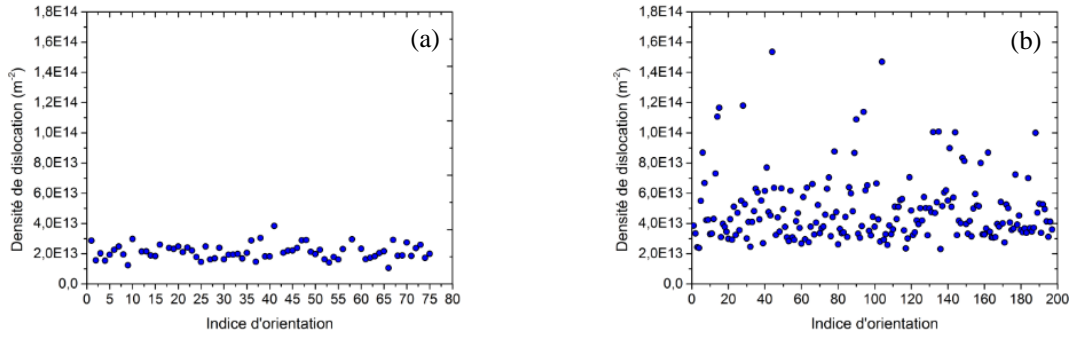 1,8E14
1,6E14
1,4E14
1,2E14
1,0E14
8,0E13
6,0E13
4,0E13
2,0E13
0,0
Densité de dislocation (m-2)
(a)
0 5 10 15 20 25 30 35 40 45 50 55 60 65 70 75 80
Indice d'orientation
1,8E14
1,6E14
1,4E14
1,2E14
1,0E14
8,0E13
6,0E13
4,0E13
2,0E13
0,0
Densité de dislocation (m-2)
(b)
0 20 40 60 80 100 120 140 160 180 200
Indice d'orientation